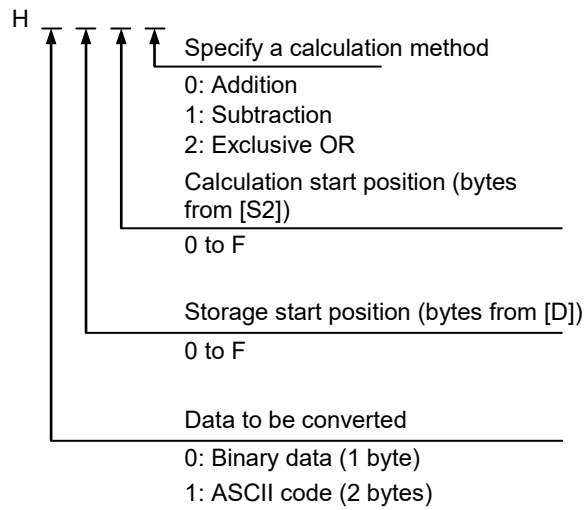 H _ _ _ _
Specify a calculation method
0: Addition
1: Subtraction
2: Exclusive OR
Calculation start position (bytes
from [S2])
0 to F
Storage start position (bytes from [D])
0 to F
Data to be converted
0: Binary data (1 byte)
1: ASCII code (2 bytes)